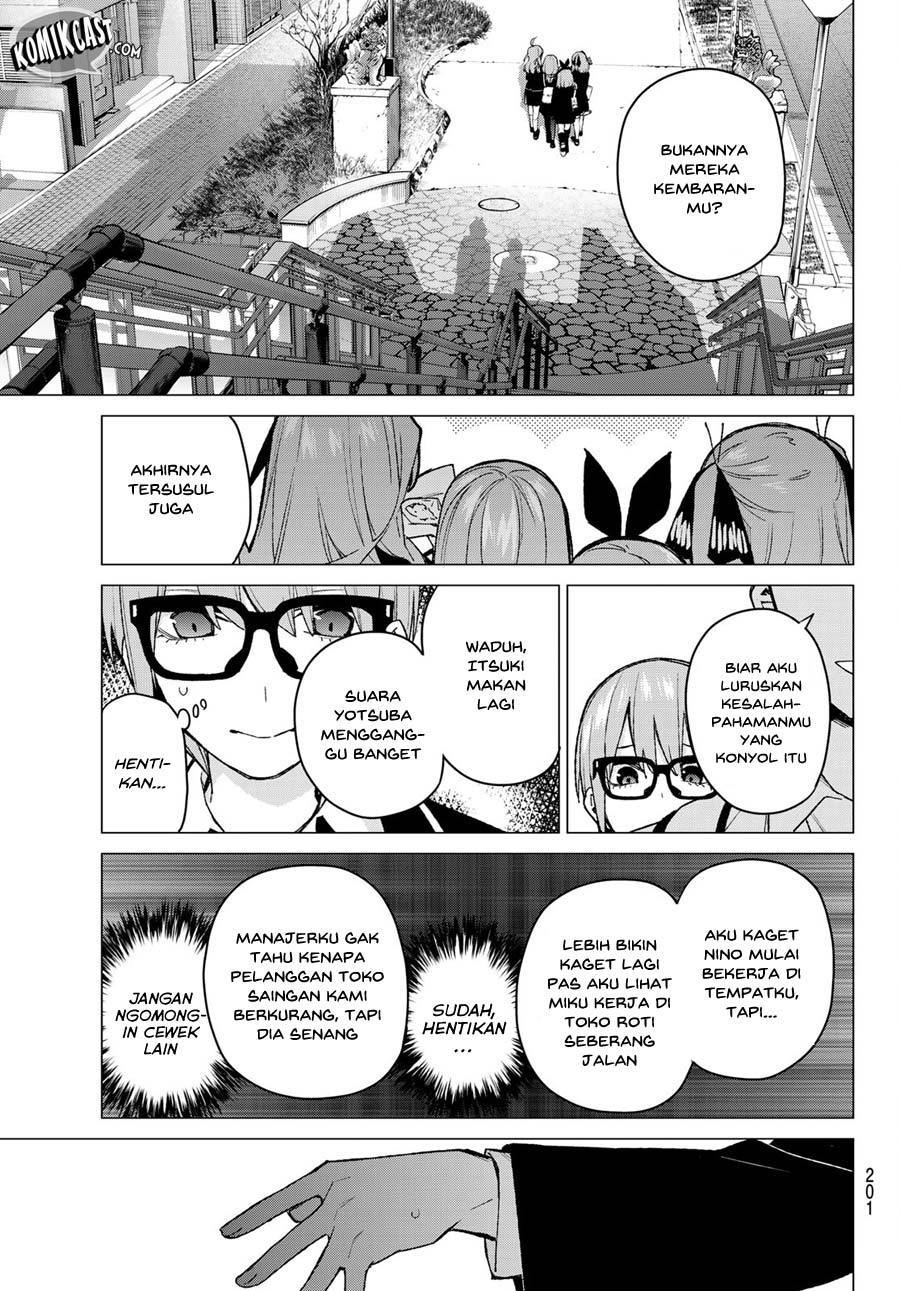 KOMIKCAST.COM
BUKANNYA
MEREKA
KEMBARAN-
MU?
AKHIRNYA
TERSUSUL
JUGA
BIAR AKU
LURUSKAN
KESALAH-
PAHAMANMU
YANG
KONYOL ITU
WADUH,
ITSUKI
MAKAN
LAGI
SUARA
YOTSUBA
MENGGANG-
GU BANGET
HENTI-
KAN...
AKU KAGET
NINO MULAI
BEKERJA DI
TEMPATKU,
TAPI...
LEBIH BIKIN
KAGET LAGI
PAS AKU LIHAT
MIKU KERJA DI
TOKO ROTI
SEBERANG
JALAN
SUDAH,
HENTIKAN
...
MANAJERKU GAK
TAHU KENAPA
PELANGGAN TOKO
SAINGAN KAMI
BERKURANG, TAPI
DIA SENANG
JANGAN
NGOMONG-
IN CEWEK
LAIN
201